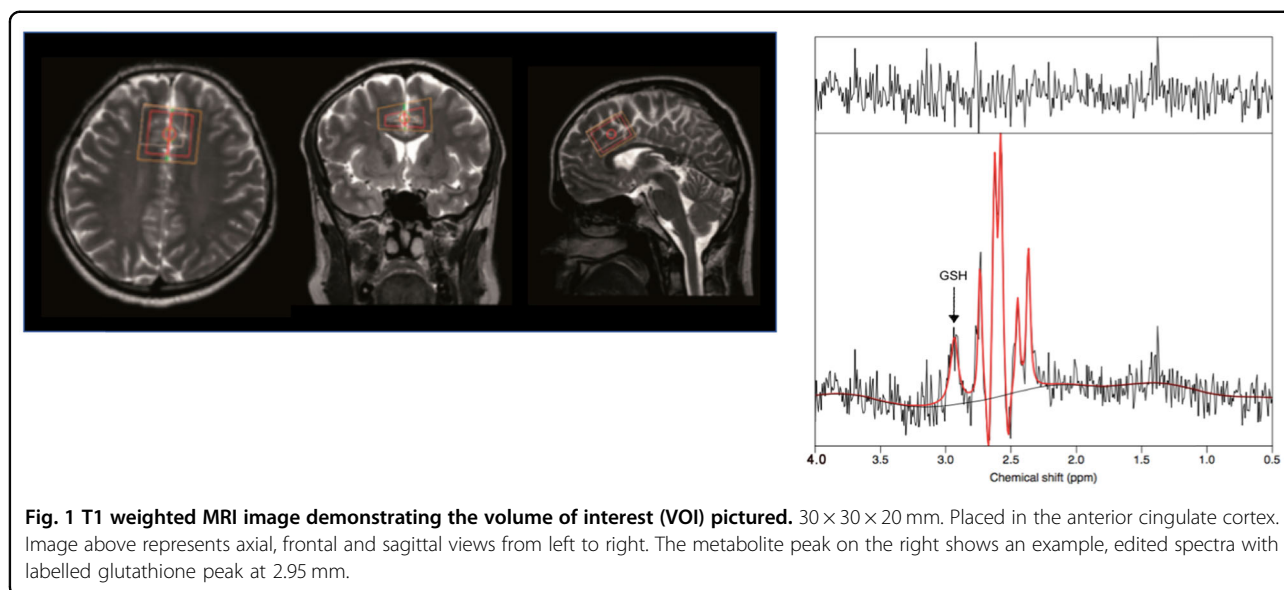 GSH
4.0 3.5 3.0 2.5 2.0 1.5 1.0 0.5
Chemical shift (ppm)
Fig. 1 T1 weighted MRI image demonstrating the volume of interest (VOI) pictured. 30 × 30 × 20 mm. Placed in the anterior cingulate cortex.
Image above represents axial, frontal and sagittal views from left to right. The metabolite peak on the right shows an example, edited spectra with
labelled glutathione peak at 2.95 mm.